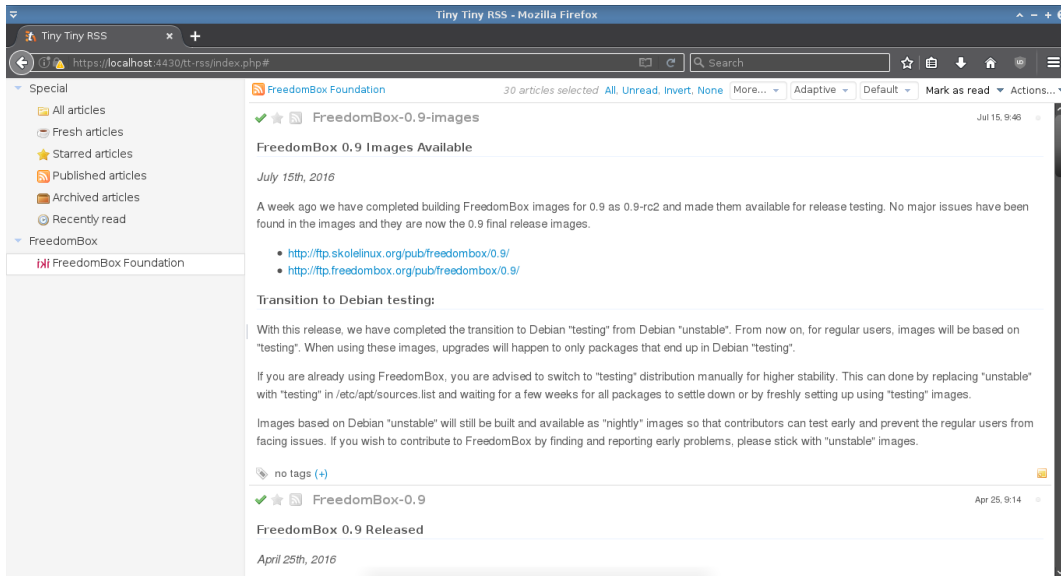 Tiny Tiny RSS - Mozilla Firefox
Tiny Tiny RSS
https://localhost:4430/tt-rss/index.php#
Search
Special
All articles
Fresh articles
Starred articles
Published articles
Archived articles
Recently read
FreedomBox
FreedomBox Foundation
FreedomBox Foundation 30 articles selected All, Unread, Invert, None More... Adaptive Default Mark as read Actions...
FreedomBox-0.9-images Jul 15, 9:46
FreedomBox 0.9 Images Available
July 15th, 2016
A week ago we have completed building FreedomBox images for 0.9 as 0.9-rc2 and made them available for release testing. No major issues have been
found in the images and they are now the 0.9 final release images.
http://ftp.skolelinux.org/pub/freedombox/0.9/
http://ftp.freedombox.org/pub/freedombox/0.9/
Transition to Debian testing:
With this release, we have completed the transition to Debian "testing" from Debian "unstable". From now on, for regular users, images will be based on
"testing". When using these images, upgrades will happen to only packages that end up in Debian "testing".
If you are already using FreedomBox, you are advised to switch to "testing" distribution manually for higher stability. This can done by replacing "unstable"
with "testing" in /etc/apt/sources.list and waiting for a few weeks for all packages to settle down or by freshly setting up using "testing" images.
Images based on Debian "unstable" will still be built and available as "nightly" images so that contributors can test early and prevent the regular users from
facing issues. If you wish to contribute to FreedomBox by finding and reporting early problems, please stick with "unstable" images.
no tags (+)
FreedomBox-0.9 Apr 25, 9:14
FreedomBox 0.9 Released
April 25th, 2016